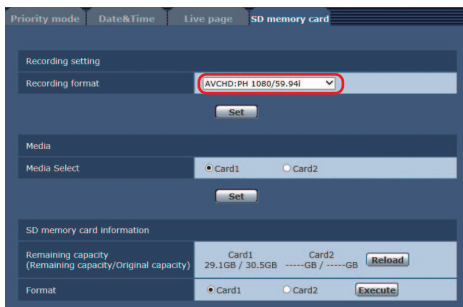 Priority mode Date&Time Live page SD memory card
Recording setting
Recording format AVCHD:PH 1080/59.94i
Set
Media
Media Select Card1 Card2
Set
SD memory card information
Remaining capacity Card1 Card2
(Remaining capacity/Original capacity) 29.1GB / 30.5GB -----GB / -----GB Reload
Format Card1 Card2 Execute